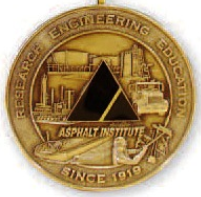 RESEARCH ENGINEERING EDUCATION
ASPHALT INSTITUTE
SINCE 1919